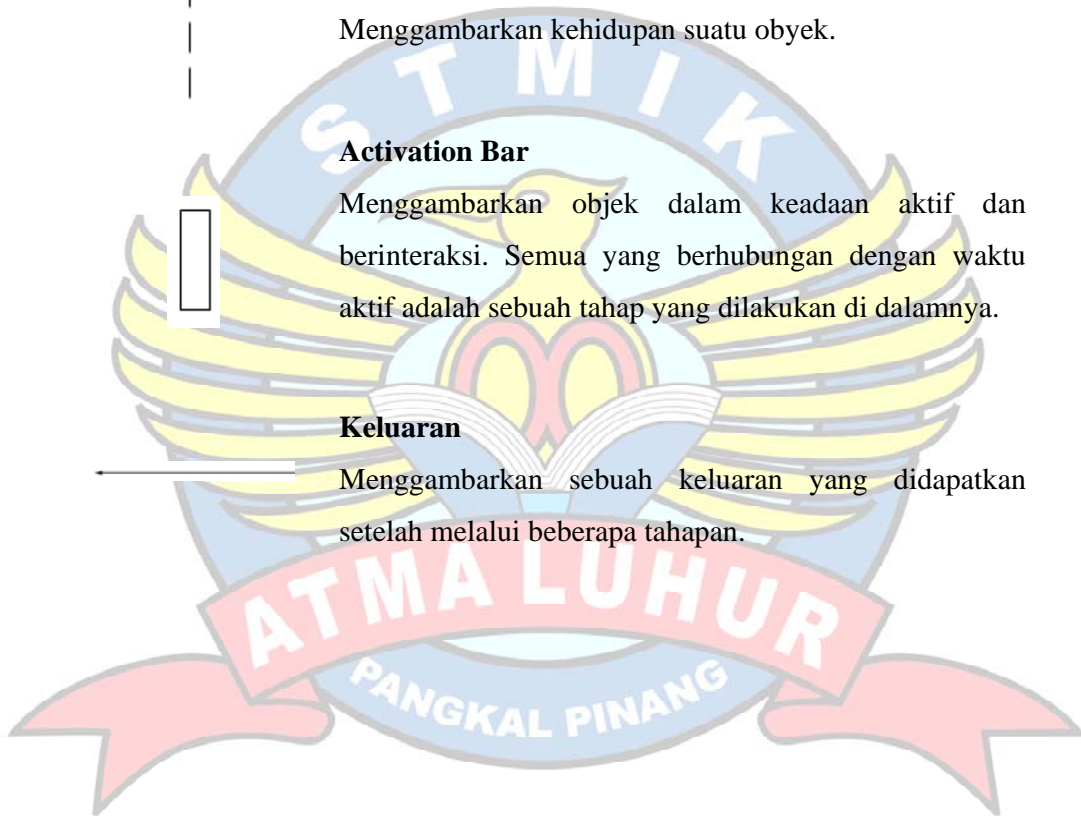 Menggambarkan kehidupan suatu obyek.
Activation Bar
Menggambarkan objek dalam keadaan aktif dan
berinteraksi. Semua yang berhubungan dengan waktu
aktif adalah sebuah tahap yang dilakukan di dalamnya.
Keluaran
Menggambarkan sebuah keluaran yang didapatkan
setelah melalui beberapa tahapan.
STMIK
ATMA LUHUR
PANGKAL PINANG